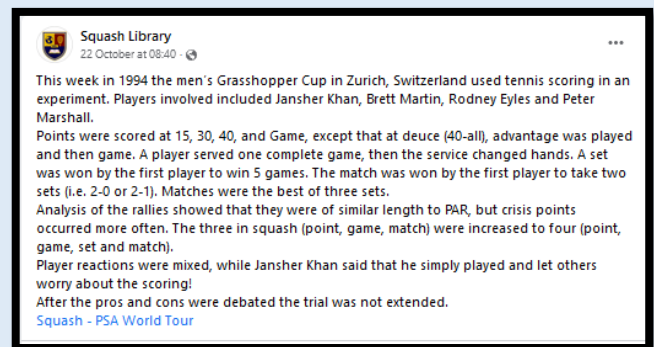 Squash Library
22 October at 08:40 ·
This week in 1994 the men's Grasshopper Cup in Zurich, Switzerland used tennis scoring in an
experiment. Players involved included Jansher Khan, Brett Martin, Rodney Eyles and Peter
Marshall.
Points were scored at 15, 30, 40, and Game, except that at deuce (40-all), advantage was played
and then game. A player served one complete game, then the service changed hands. A set
was won by the first player to win 5 games. The match was won by the first player to take two
sets (i.e. 2-0 or 2-1). Matches were the best of three sets.
Analysis of the rallies showed that they were of similar length to PAR, but crisis points
occurred more often. The three in squash (point, game, match) were increased to four (point,
game, set and match).
Player reactions were mixed, while Jansher Khan said that he simply played and let others
worry about the scoring!
After the pros and cons were debated the trial was not extended.
Squash - PSA World Tour